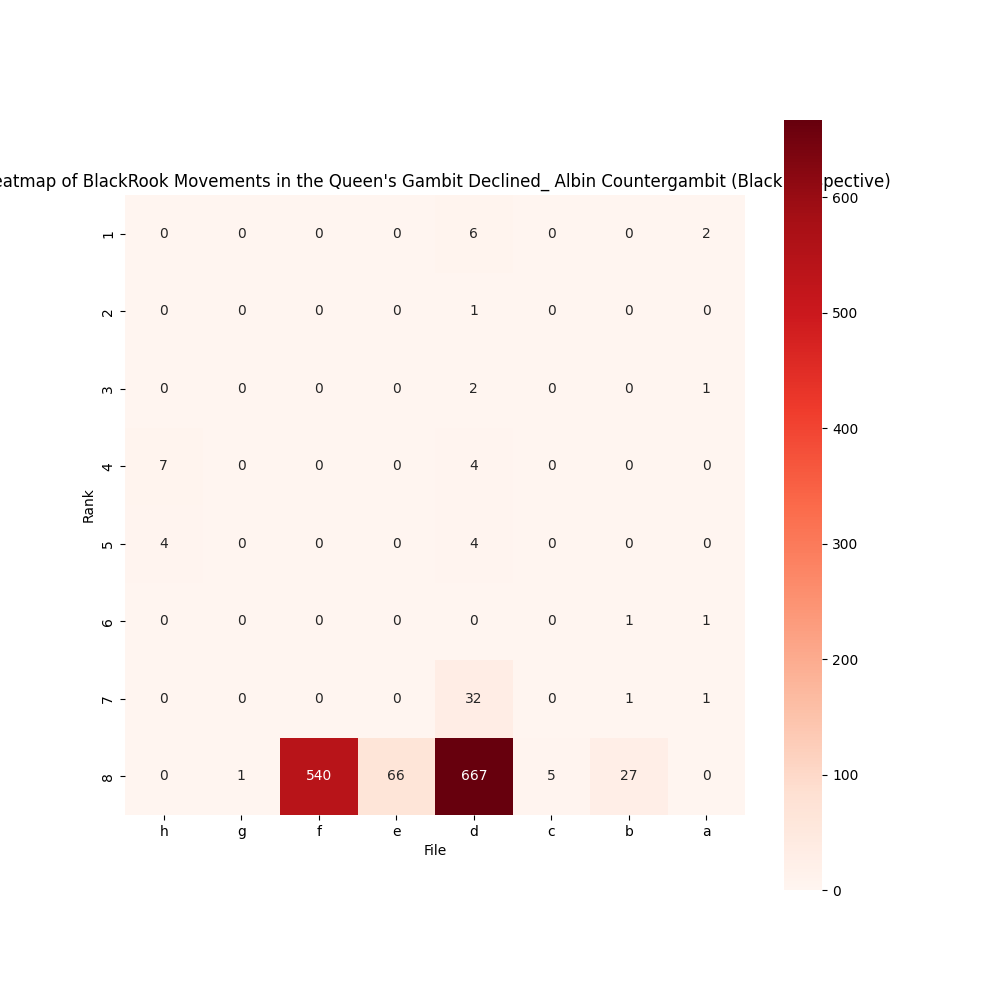 eatmap of BlackRook Movements in the Queen's Gambit Declined_ Albin Countergambit (Black pective)
600
500
400
300
200
100
0
Rank
1 0 0 0 0 6 0 0 2
2 0 0 0 0 1 0 0 0
3 0 0 0 0 2 0 0 1
4 7 0 0 0 4 0 0 0
5 4 0 0 0 4 0 0 0
6 0 0 0 0 0 0 1 1
7 0 0 0 0 32 0 1 1
8 0 1 540 66 667 5 27 0
h g f e d c b a
File